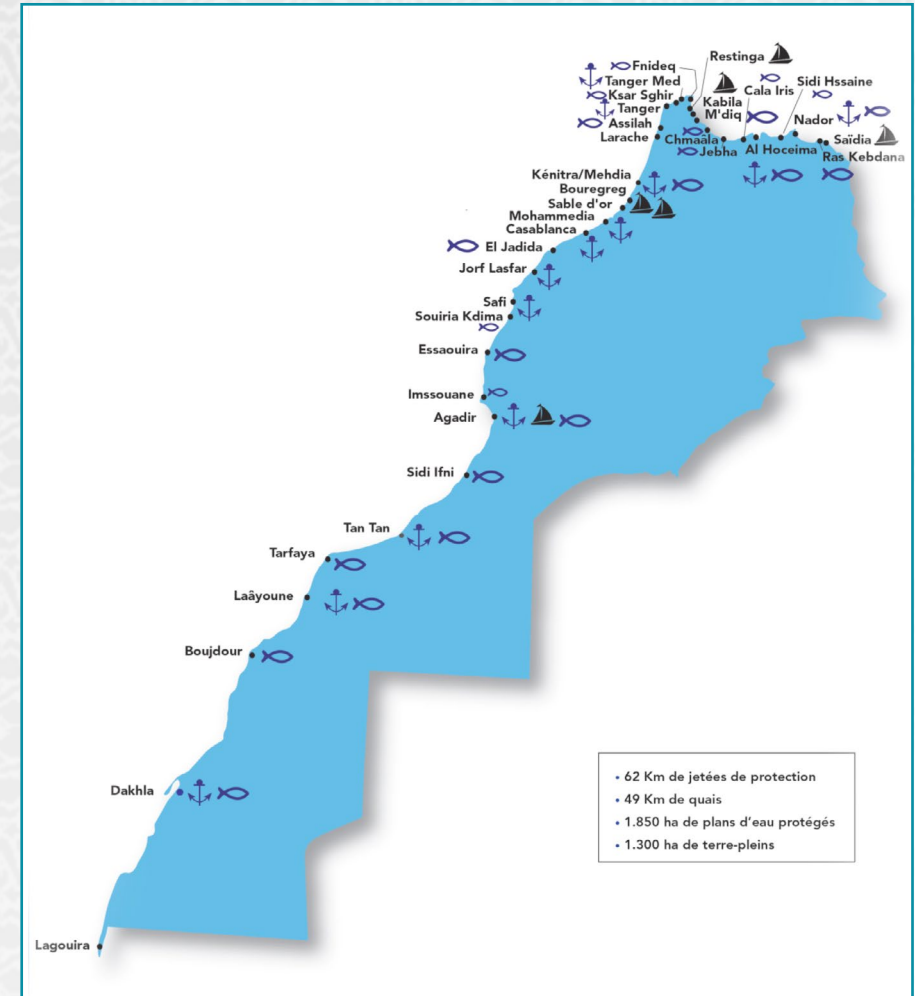 Restinga
Fnideq
Tanger Med
Ksar Sghir
Tanger
Assilah
Larache
Kabila
M'diq
Cala Iris
Sidi Hssaine
Nador
Saïdia
Chmaâla
Jebha
Al Hoceima
Ras Kebdana
Kénitra/Mehdia
Bouregreg
Sable d'or
Mohammedia
Casablanca
El Jadida
Jorf Lasfar
Safi
Souiria Kdima
Essaouira
Imssouane
Agadir
Sidi Ifni
Tan Tan
Tarfaya
Laâyoune
Boujdour
Dakhla
Lagouira
• 62 Km de jetées de protection
• 49 Km de quais
• 1.850 ha de plans d'eau protégés
• 1.300 ha de terre-pleins